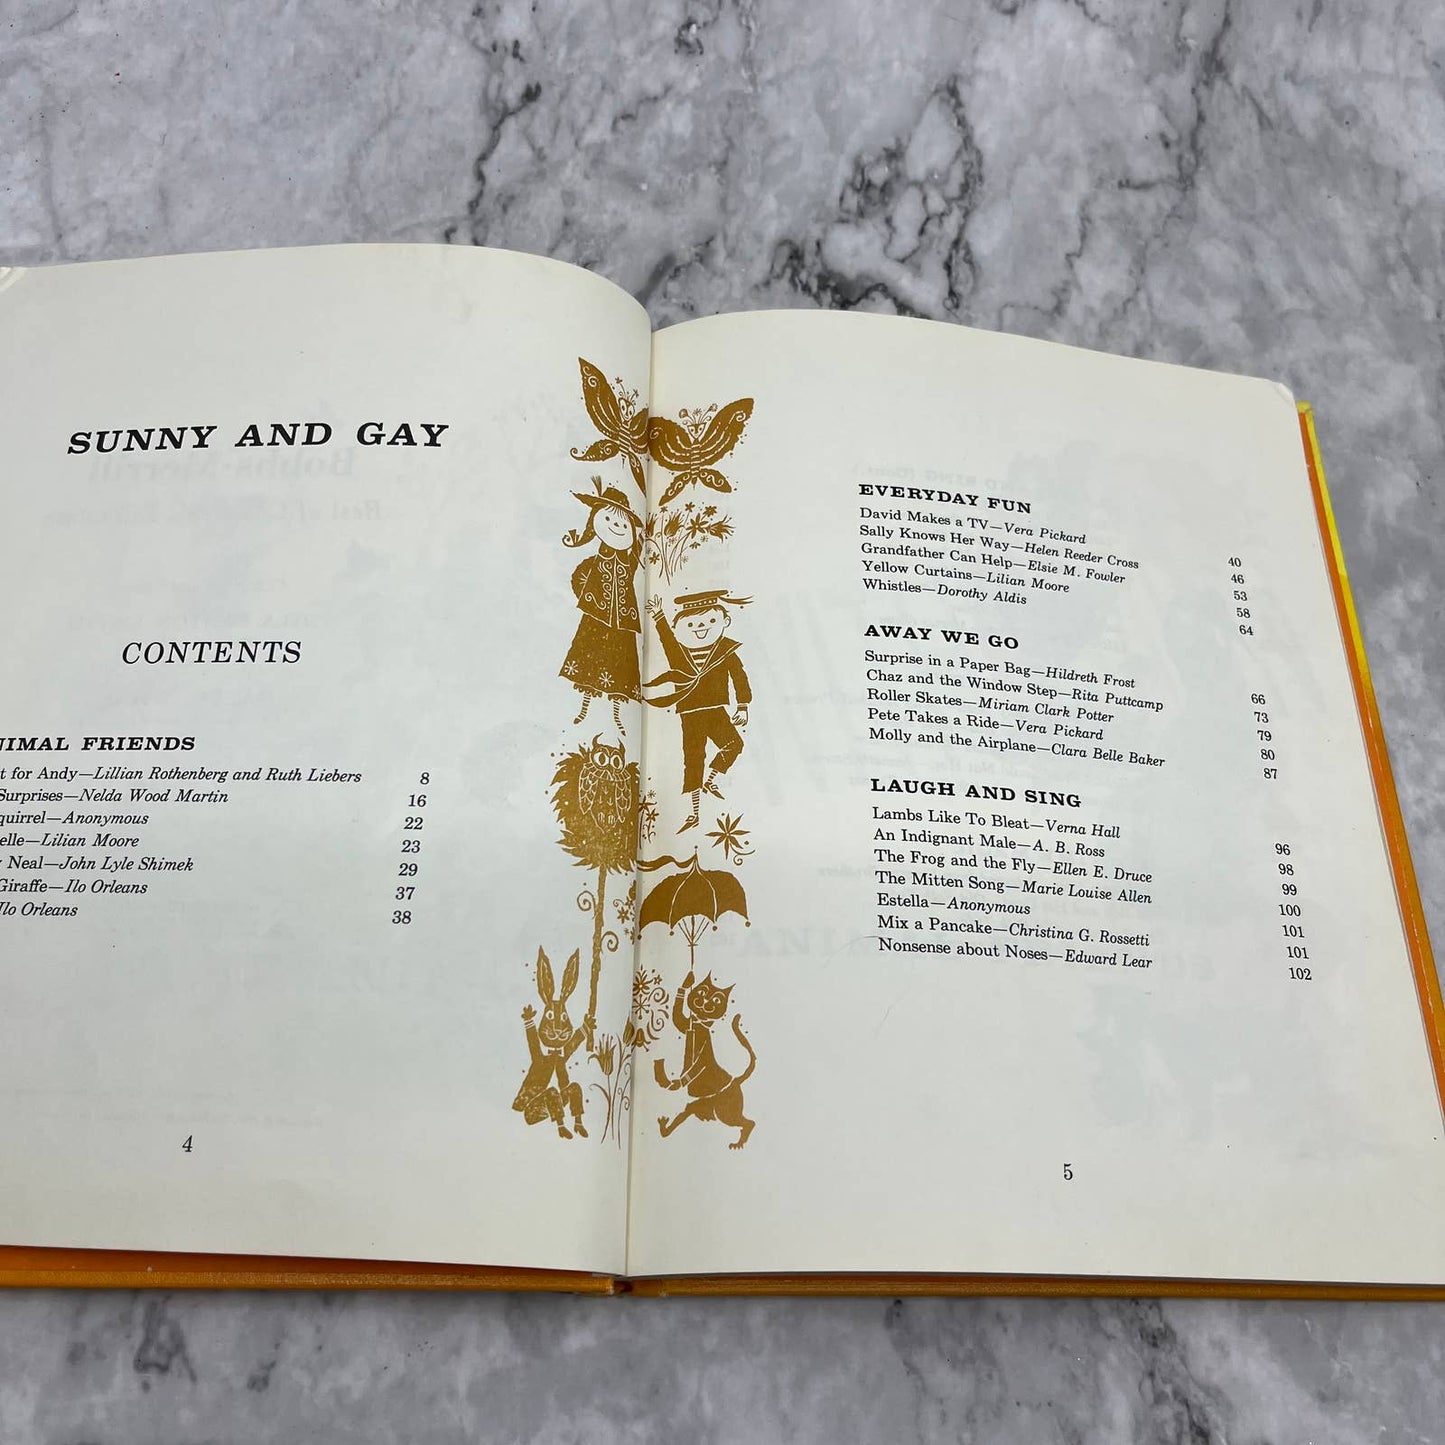 SUNNY AND GAY
CONTENTS
NIMAL FRIENDS
t for Andy—Lillian Rothenberg and Ruth Liebers 8
Surprises—Nelda Wood Martin 16
quirrel—Anonymous 22
elle—Lilian Moore 23
Neal—John Lyle Shimek 29
Giraffe—Ilo Orleans 37
Ilo Orleans 38
4
EVERYDAY FUN
David Makes a TV—Vera Pickard 40
Sally Knows Her Way—Helen Reeder Cross 46
Grandfather Can Help—Elsie M. Fowler 53
Yellow Curtains—Lilian Moore 58
Whistles—Dorothy Aldis 64
AWAY WE GO
Surprise in a Paper Bag—Hildreth Frost 66
Chaz and the Window Step—Rita Puttcamp 73
Roller Skates—Miriam Clark Potter 79
Pete Takes a Ride—Vera Pickard 80
Molly and the Airplane—Clara Belle Baker 87
LAUGH AND SING
Lambs Like To Bleat—Verna Hall 96
An Indignant Male—A. B. Ross 98
The Frog and the Fly—Ellen E. Druce 99
The Mitten Song—Marie Louise Allen 100
Estella—Anonymous 101
Mix a Pancake—Christina G. Rossetti 101
Nonsense about Noses—Edward Lear 102
5